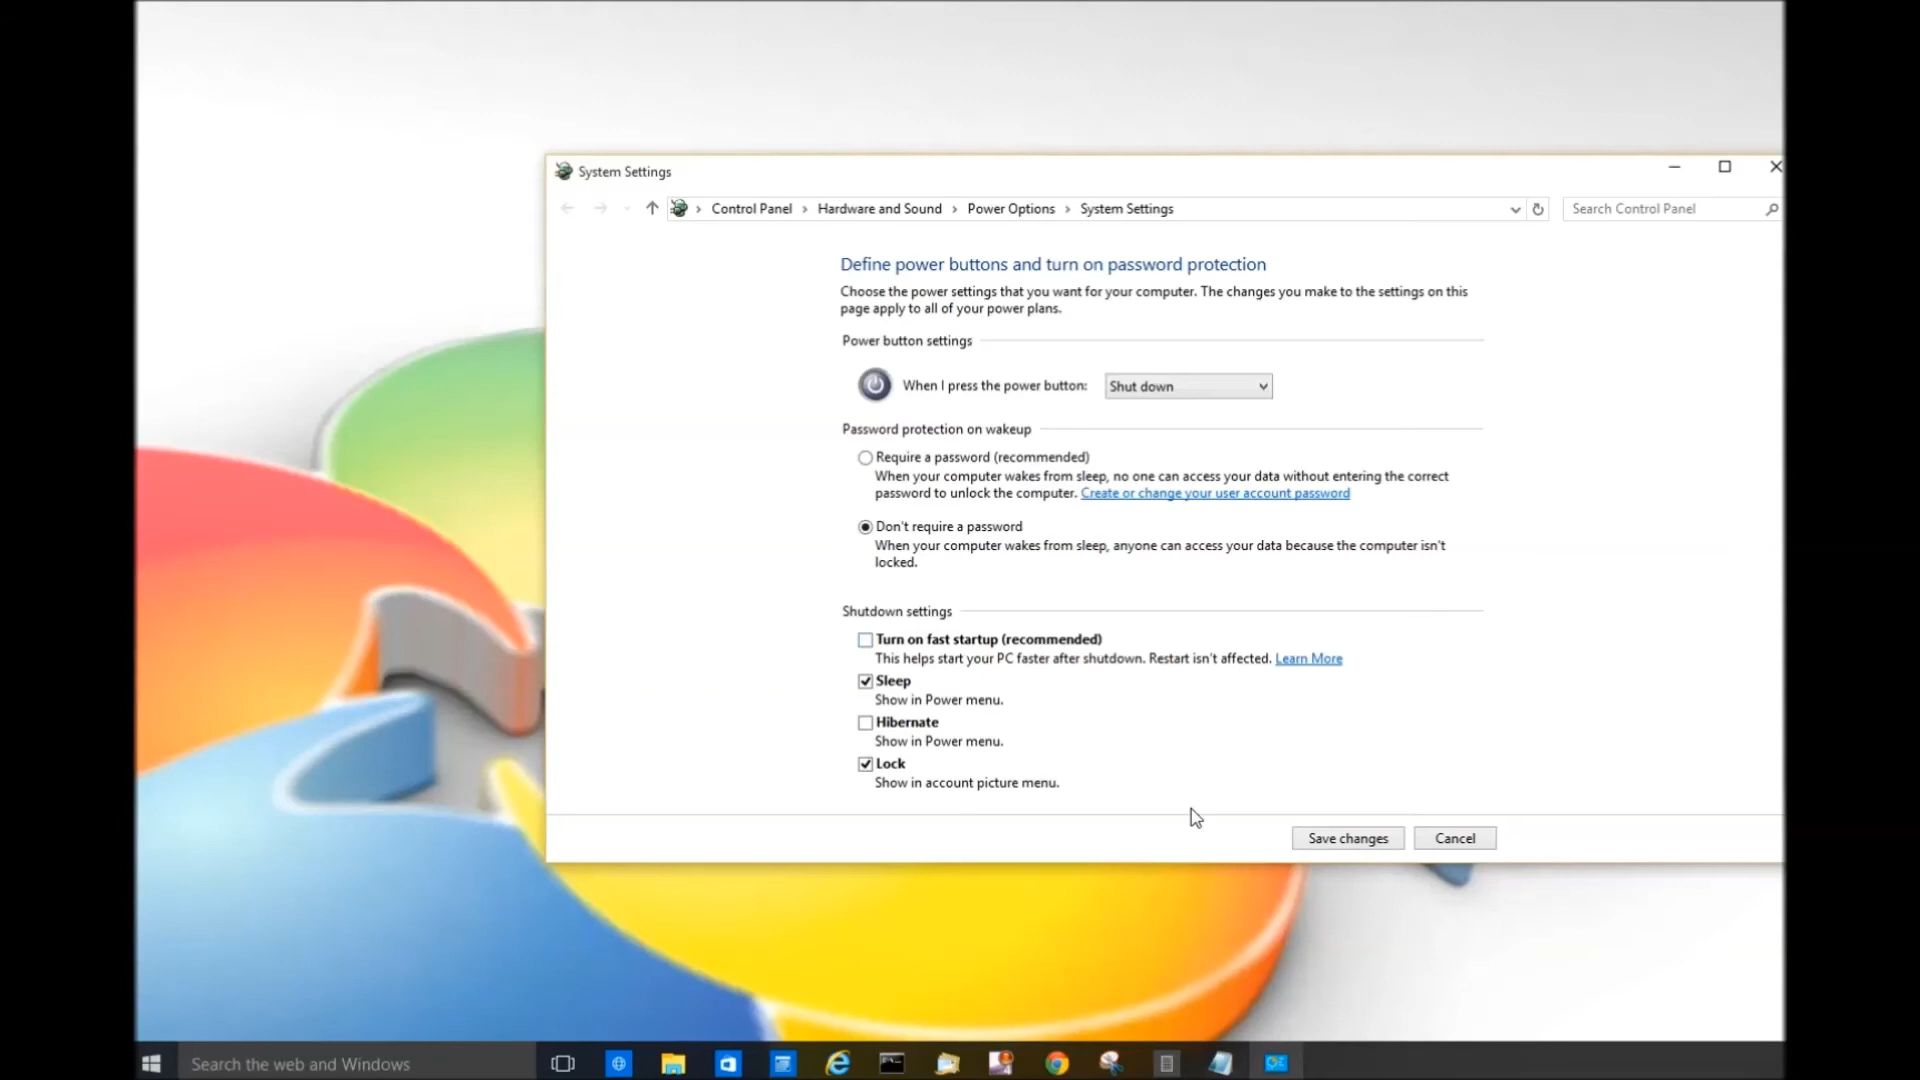 System Settings
Control Panel
Hardware and Sound
Power Options
System Settings
Search Control Panel
Define power buttons and turn on password protection
Choose the power settings that you want for your computer. The changes you make to the settings on this
page apply to all of your power plans.
Power button settings
When I press the power button:
Shut down
Password protection on wakeup
Require a password (recommended)
When your computer wakes from sleep, no one can access your data without entering the correct
password to unlock the computer. Create or change your user account password
Don't require a password
When your computer wakes from sleep, anyone can access your data because the computer isn't
locked.
Shutdown settings
Turn on fast startup (recommended)
This helps start your PC faster after shutdown. Restart isn't affected. Learn More
Sleep
Show in Power menu.
Hibernate
Show in Power menu.
Lock
Show in account picture menu.
Save changes
Cancel
Search the web and Windows